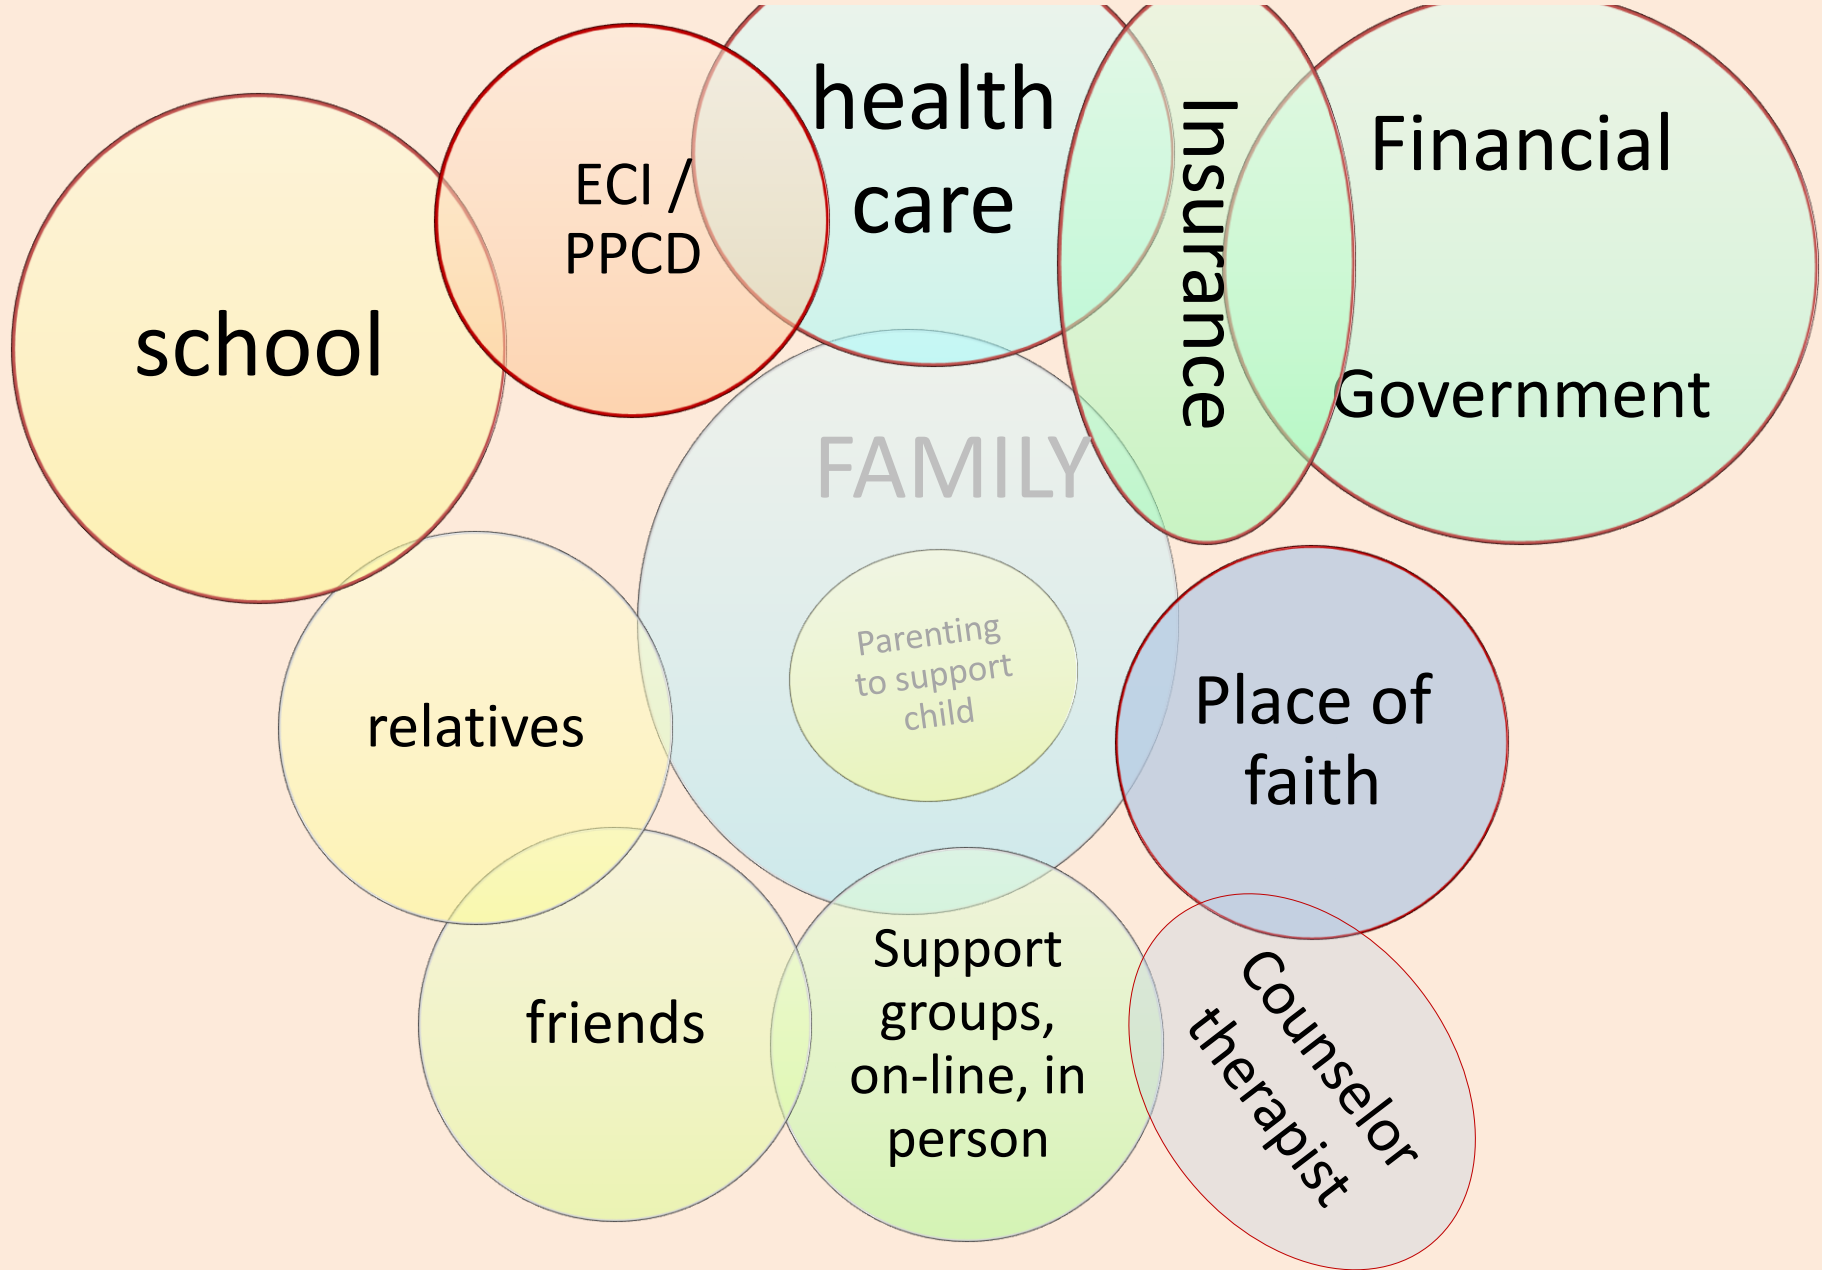 health
care
Insurance
Financial
Government
ECI /
PPCD
school
FAMILY
Parenting
to support
child
relatives
Place of
faith
friends
Support
groups,
on-line, in
person
Counselor
therapist